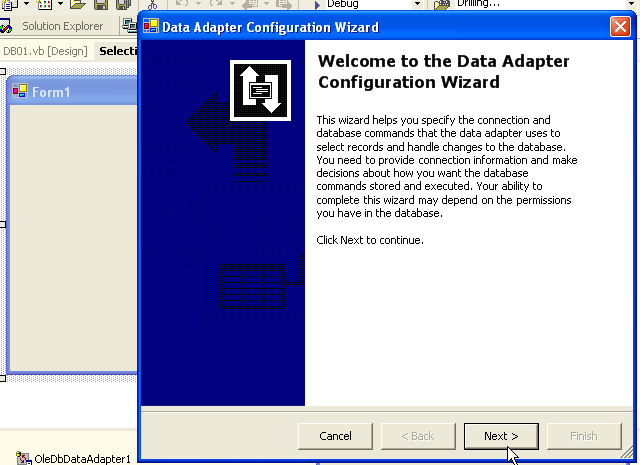 Debug
Drilling...
Solution Explorer
Data Adapter Configuration Wizard
DB01.vb [Design]
Selecti
Form1
Welcome to the Data Adapter
Configuration Wizard
This wizard helps you specify the connection and
database commands that the data adapter uses to
select records and handle changes to the database.
You need to provide connection information and make
decisions about how you want the database
commands stored and executed. Your ability to
complete this wizard may depend on the permissions
you have in the database.
Click Next to continue.
Cancel
< Back
Next >
Finish
OleDbDataAdapter1